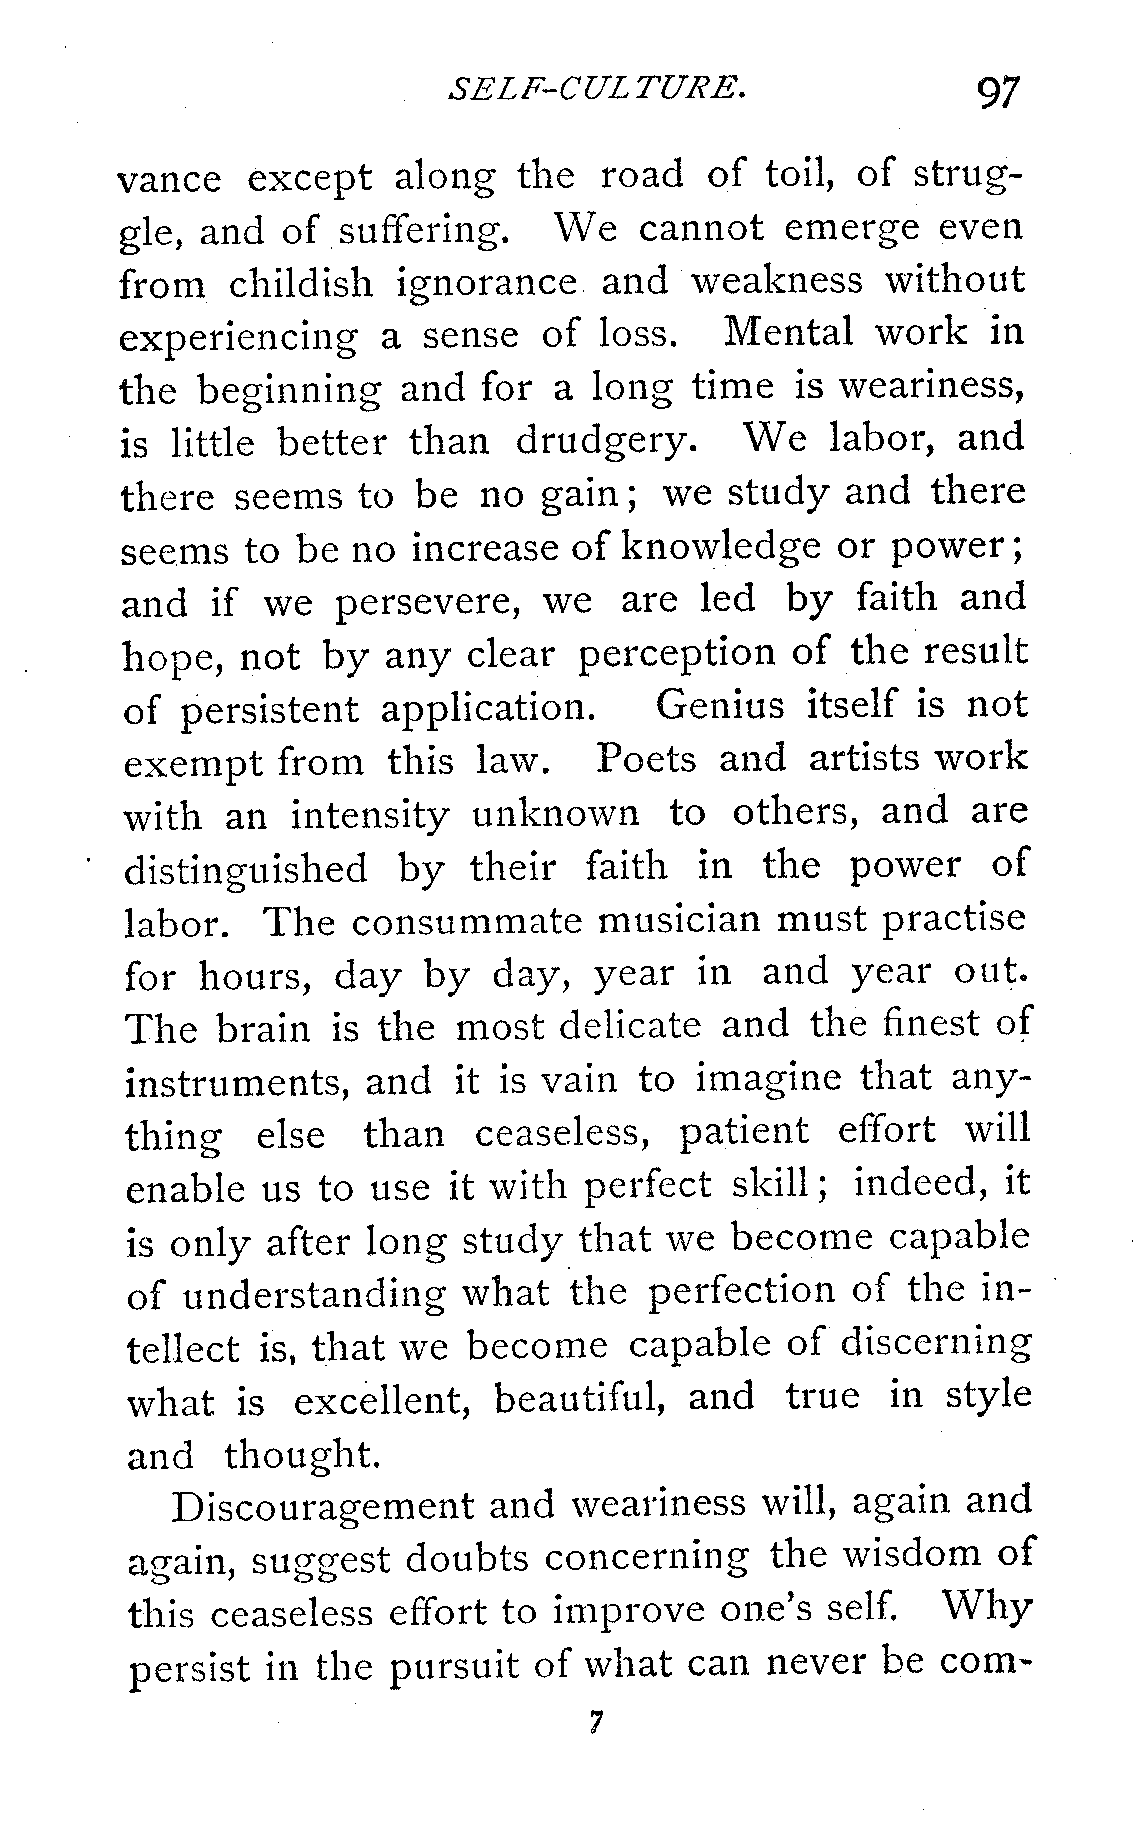 SELF-CULTURE. 97
vance except along the road of toil, of strug-
gle, and of suffering. We cannot emerge even
from childish ignorance and weakness without
experiencing a sense of loss. Mental work in
the beginning and for a long time is weariness,
is little better than drudgery. We labor, and
there seems to be no gain; we study and there
seems to be no increase of knowledge or power;
and if we persevere, we are led by faith and
hope, not by any clear perception of the result
of persistent application. Genius itself is not
exempt from this law. Poets and artists work
with an intensity unknown to others, and are
distinguished by their faith in the power of
labor. The consummate musician must practise
for hours, day by day, year in and year out.
The brain is the most delicate and the finest of
instruments, and it is vain to imagine that any-
thing else than ceaseless, patient effort will
enable us to use it with perfect skill; indeed, it
is only after long study that we become capable
of understanding what the perfection of the in-
tellect is, that we become capable of discerning
what is excellent, beautiful, and true in style
and thought.
Discouragement and weariness will, again and
again, suggest doubts concerning the wisdom of
this ceaseless effort to improve one's self. Why
persist in the pursuit of what can never be com-
7